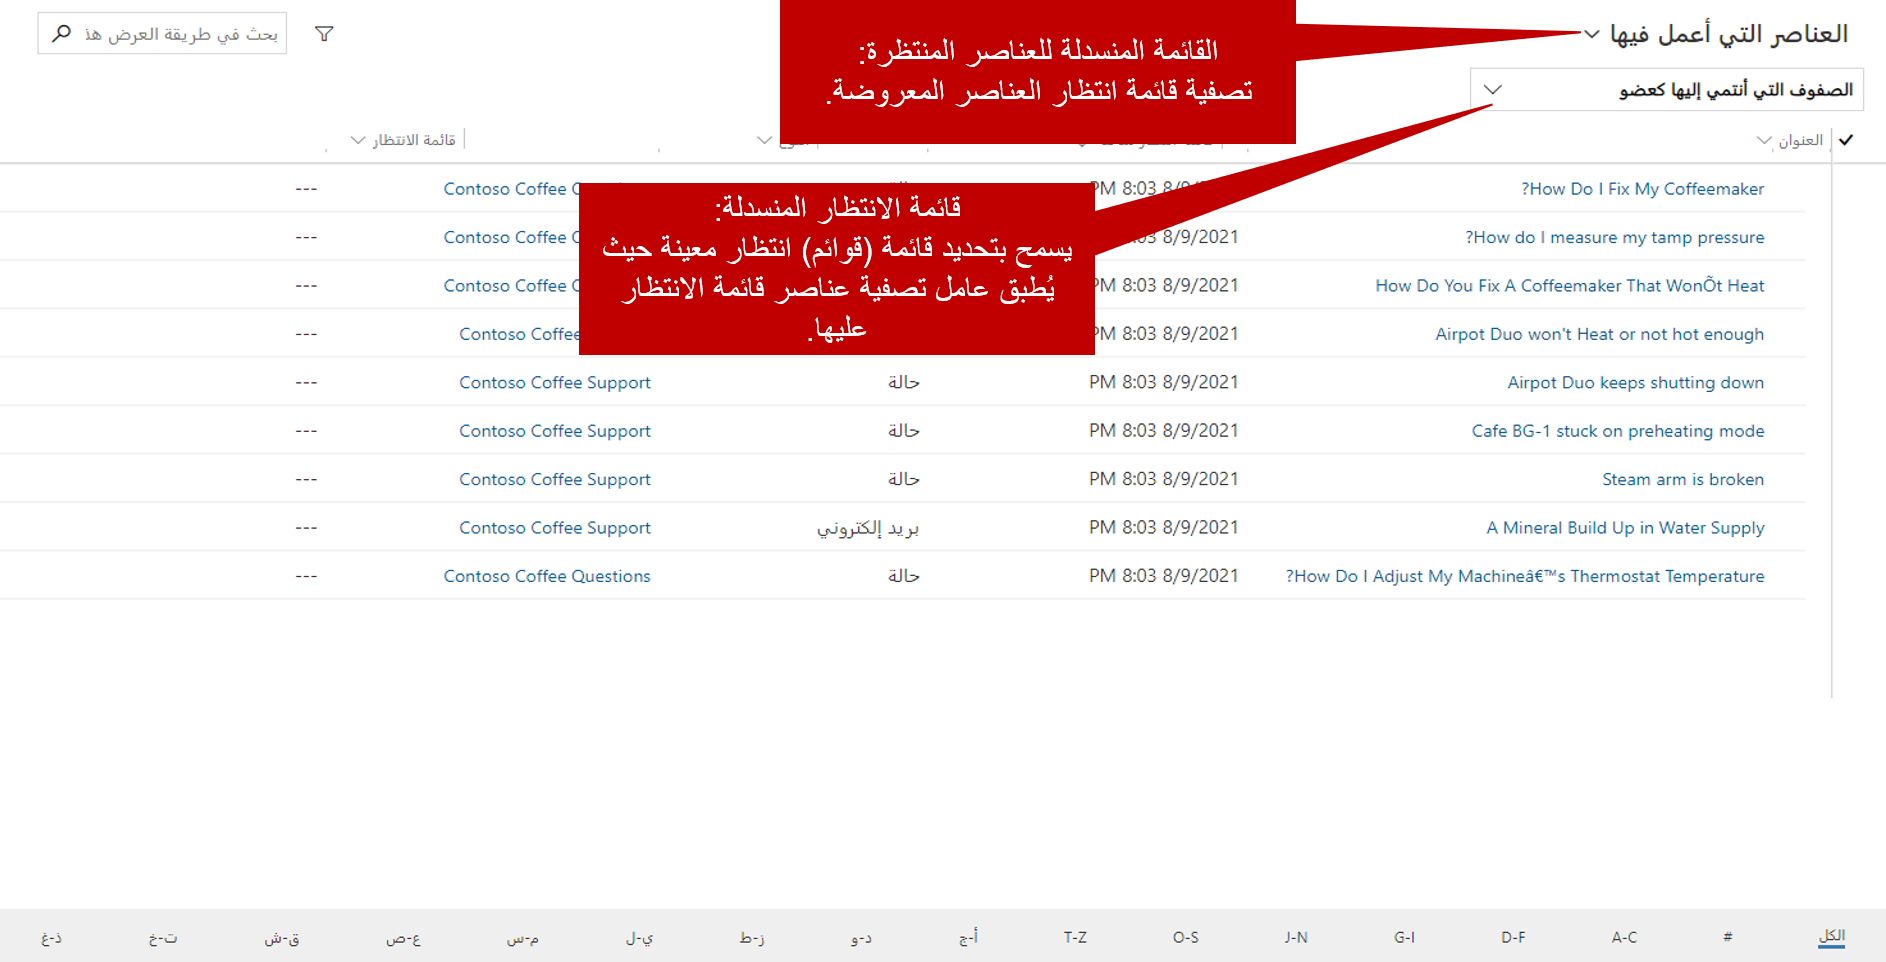 العناصر التي أعمل فيها
بحث في طريقة العرض هذ
القائمة المنسدلة للعناصر المنتظرة:
تصفية قائمة انتظار العناصر المعروضة.
الصفوف التي أنتمي إليها كعضو
العنوان
قائمة الانتظار
قائمة الانتظار المنسدلة:
يسمح بتحديد قائمة (قوائم) انتظار معينة حيث
يُطبق عامل تصفية عناصر قائمة الانتظار
عليها.
?How Do I Fix My Coffeemaker PM 8:03 Contoso Coffee ---
?How do I measure my tamp pressure 8/9/2021 Contoso Coffee ---
How Do You Fix A Coffeemaker That WonÕt Heat PM 8:03 8/9/2021 Contoso Coffee ---
Airpot Duo won't Heat or not hot enough PM 8:03 8/9/2021 Contoso Coffee ---
Airpot Duo keeps shutting down PM 8:03 8/9/2021 حالة Contoso Coffee Support ---
Cafe BG-1 stuck on preheating mode PM 8:03 8/9/2021 حالة Contoso Coffee Support ---
Steam arm is broken PM 8:03 8/9/2021 حالة Contoso Coffee Support ---
A Mineral Build Up in Water Supply PM 8:03 8/9/2021 بريد إلكتروني Contoso Coffee Support ---
?How Do I Adjust My Machineâ€™s Thermostat Temperature PM 8:03 8/9/2021 حالة Contoso Coffee Questions ---
الكل # A-C D-F G-I J-N O-S T-Z أ-ج د-و ز-ط ي-ل م-س ع-ص ق-ش ت-خ ذ-غ